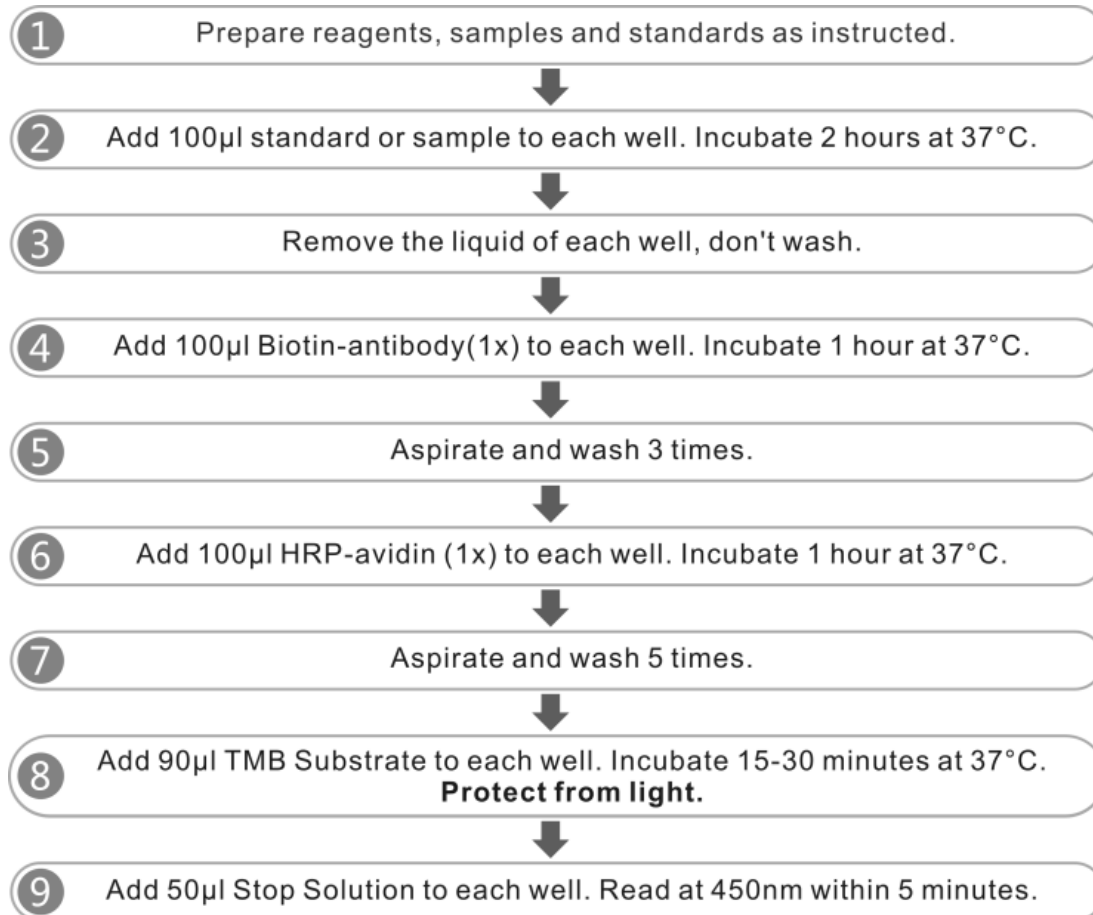 1 Prepare reagents, samples and standards as instructed.
2 Add 100µl standard or sample to each well. Incubate 2 hours at 37°C.
3 Remove the liquid of each well, don't wash.
4 Add 100µl Biotin-antibody(1x) to each well. Incubate 1 hour at 37°C.
5 Aspirate and wash 3 times.
6 Add 100µl HRP-avidin (1x) to each well. Incubate 1 hour at 37°C.
7 Aspirate and wash 5 times.
8 Add 90µl TMB Substrate to each well. Incubate 15-30 minutes at 37°C.
Protect from light.
9 Add 50µl Stop Solution to each well. Read at 450nm within 5 minutes.